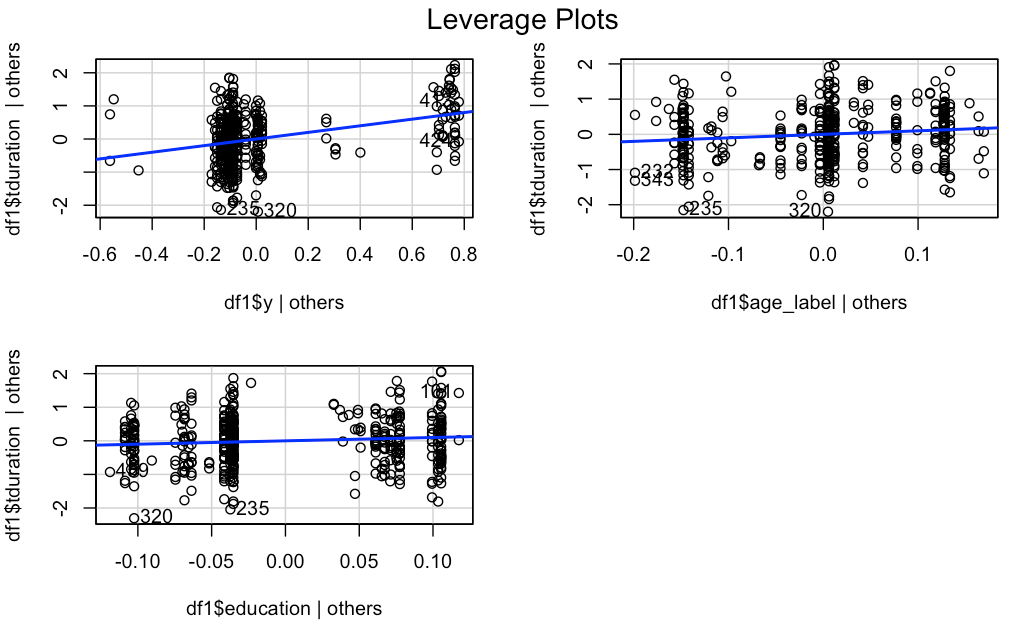 Leverage Plots
df1$tduration | others
2
1
0
-2
235
320
-0.6 -0.4 -0.2 0.0 0.2 0.4 0.6 0.8
df1$y | others
df1$tduration | others
2
1
0
-1
-2
232
343
235
320
-0.2 -0.1 0.0 0.1
df1$age_label | others
df1$tduration | others
2
1
0
-2
320
235
-0.10 -0.05 0.00 0.05 0.10
df1$education | others